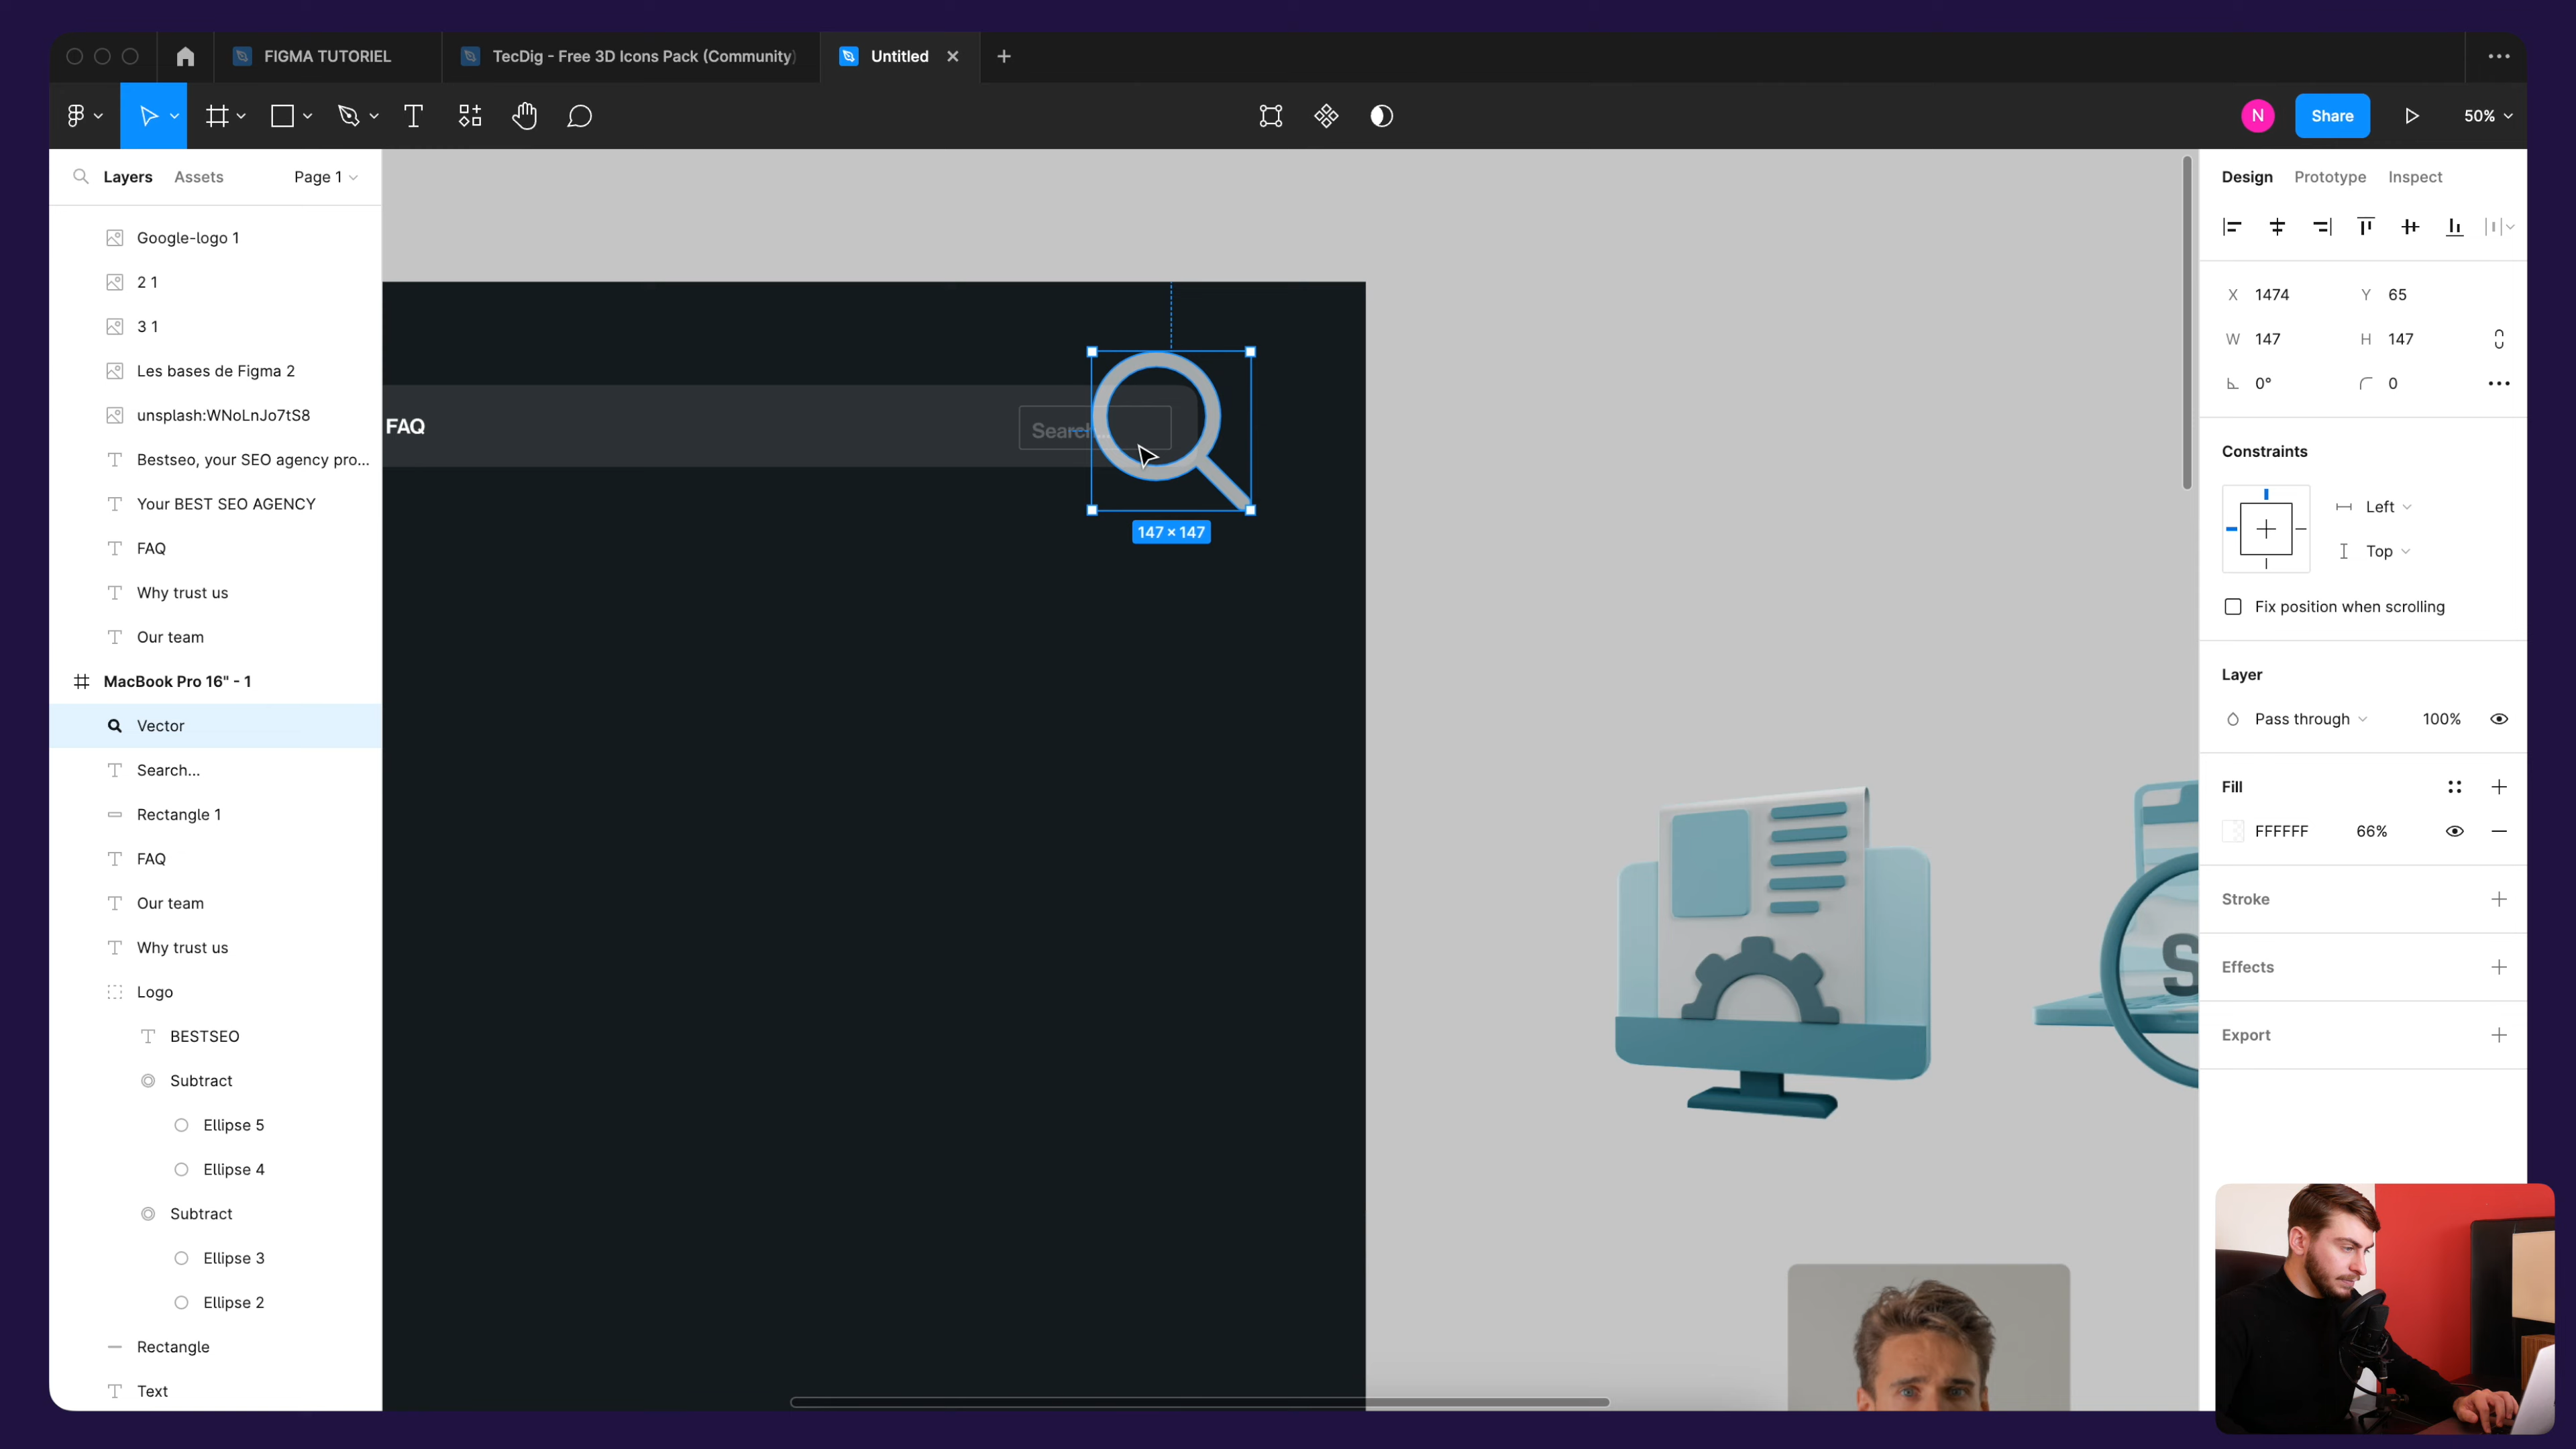 FIGMA TUTORIEL
TecDig - Free 3D Icons Pack (Community)
Untitled
Share
N
50%
Layers
Assets
Page 1
Google-logo 1
2 1
3 1
Les bases de Figma 2
unsplash:WNoLnJo7tS8
Bestseo, your SEO agency pro...
Your BEST SEO AGENCY
FAQ
Why trust us
Our team
MacBook Pro 16" - 1
Vector
Search...
Rectangle 1
FAQ
Our team
Why trust us
Logo
BESTSEO
Subtract
Ellipse 5
Ellipse 4
Subtract
Ellipse 3
Ellipse 2
Rectangle
Text
FAQ
Search...
147 × 147
S
Design
Prototype
Inspect
X 1474 Y 65
W 147 H 147
0° 0
Constraints
Left
Top
Fix position when scrolling
Layer
Pass through 100%
Fill
FFFFFF 66%
Stroke
Effects
Export